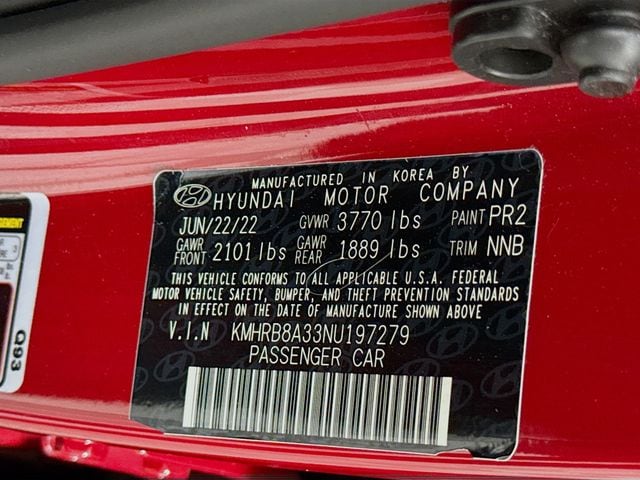 MANUFACTURED IN KOREA BY
HYUNDAI MOTOR COMPANY
JUN/22/22 GVWR 3770 lbs PAINT PR2
GAWR FRONT 2101 lbs GAWR REAR 1889 lbs TRIM NNB
THIS VEHICLE CONFORMS TO ALL APPLICABLE U.S.A. FEDERAL
MOTOR VEHICLE SAFETY, BUMPER, AND THEFT PREVENTION STANDARDS
IN EFFECT ON THE DATE OF MANUFACTURE SHOWN ABOVE
V.I.N KMHRB8A33NU197279
PASSENGER CAR
Q93